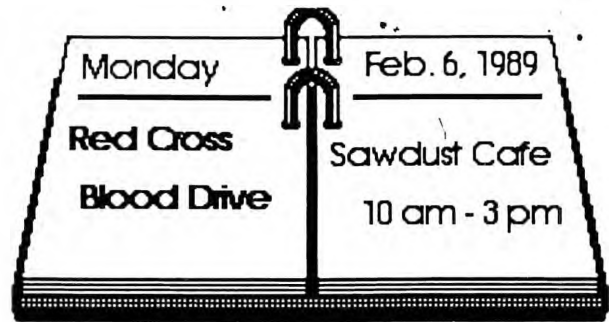 Monday
Red Cross
Blood Drive
Feb. 6, 1989
Sawdust Cafe
10 am - 3 pm